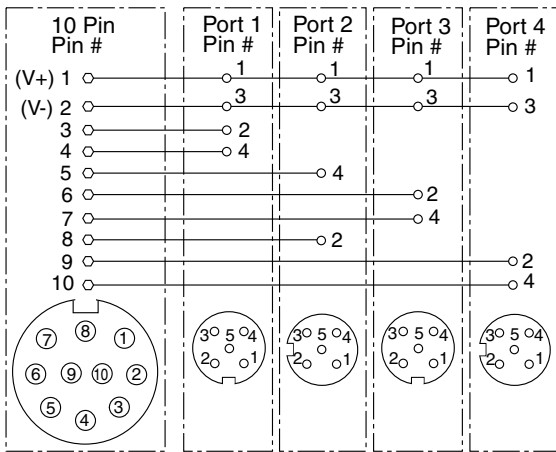 10 Pin Port 1 Port 2 Port 3 Port 4
Pin # Pin # Pin # Pin # Pin #
(V+) 1 1 1 1 1
(V-) 2 3 3 3 3
3 2
4 4
5 4
6 2
7 4
8 2
9 2
10 4
8
7 1
6 9 10 2
5 3
4
3 5 4
2 1
3 5 4
2 1
3 5 4
2 1
3 5 4
2 1